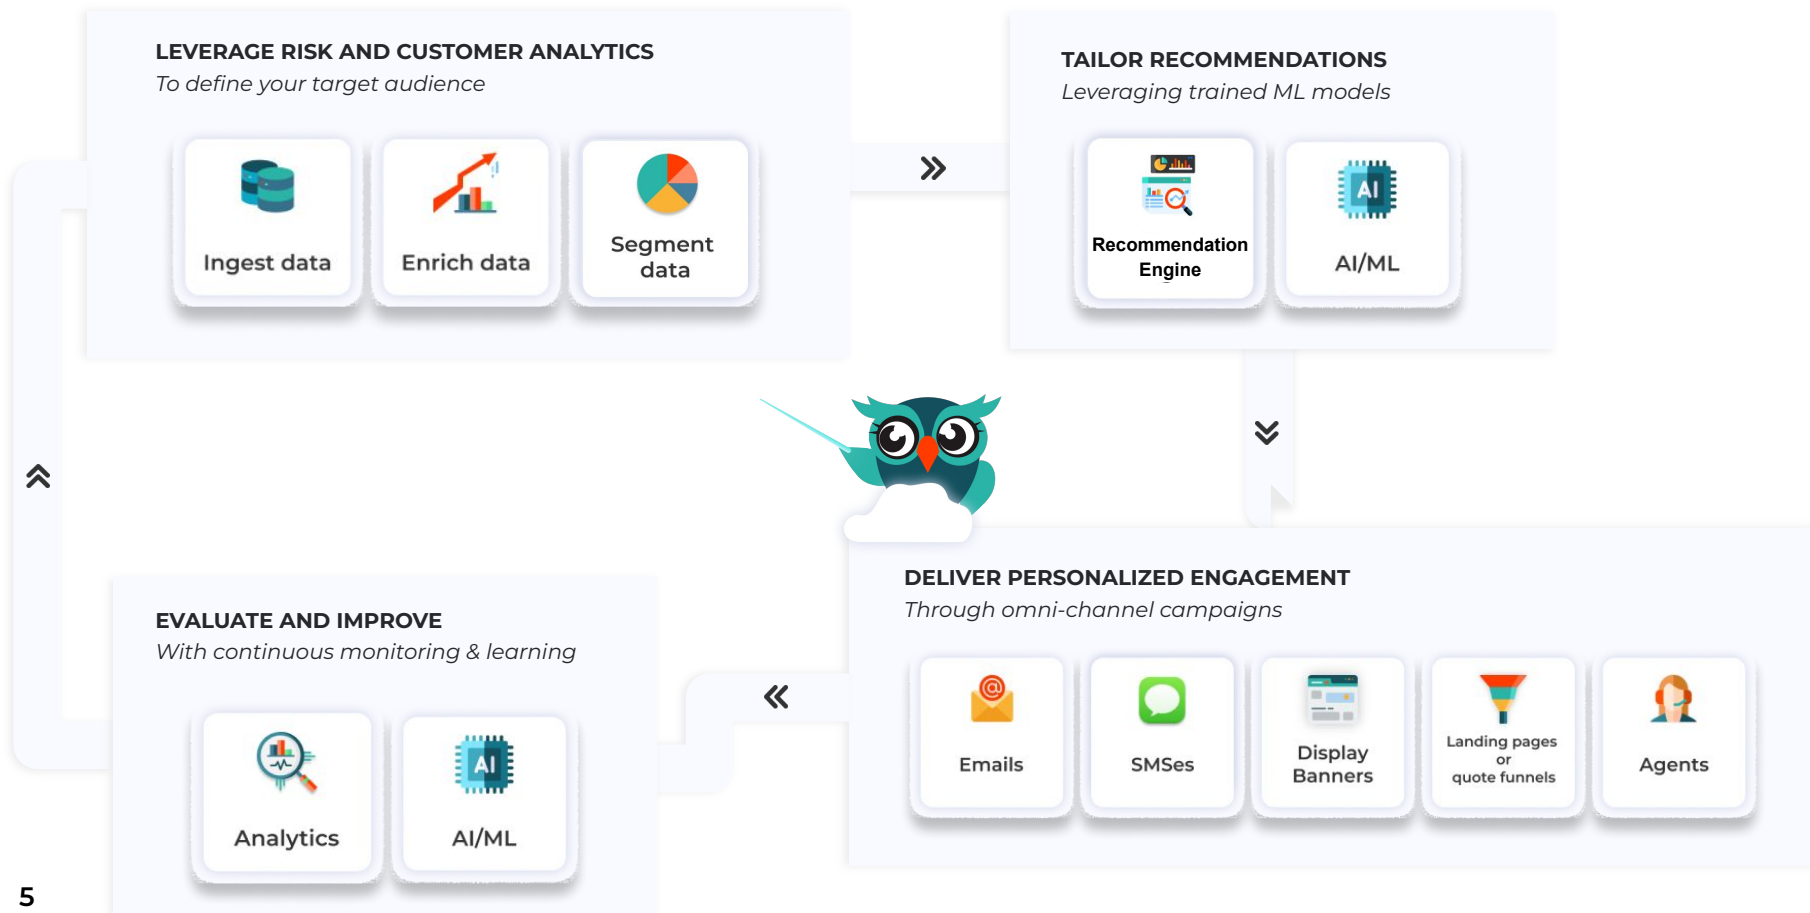 LEVERAGE RISK AND CUSTOMER ANALYTICS
To define your target audience
Ingest data
Enrich data
Segment
data
TAILOR RECOMMENDATIONS
Leveraging trained ML models
Recommendation
Engine
AI
AI/ML
DELIVER PERSONALIZED ENGAGEMENT
Through omni-channel campaigns
@
Emails
SMSes
Display
Banners
Landing pages
or
quote funnels
Agents
EVALUATE AND IMPROVE
With continuous monitoring & learning
Analytics
AI
AI/ML
5